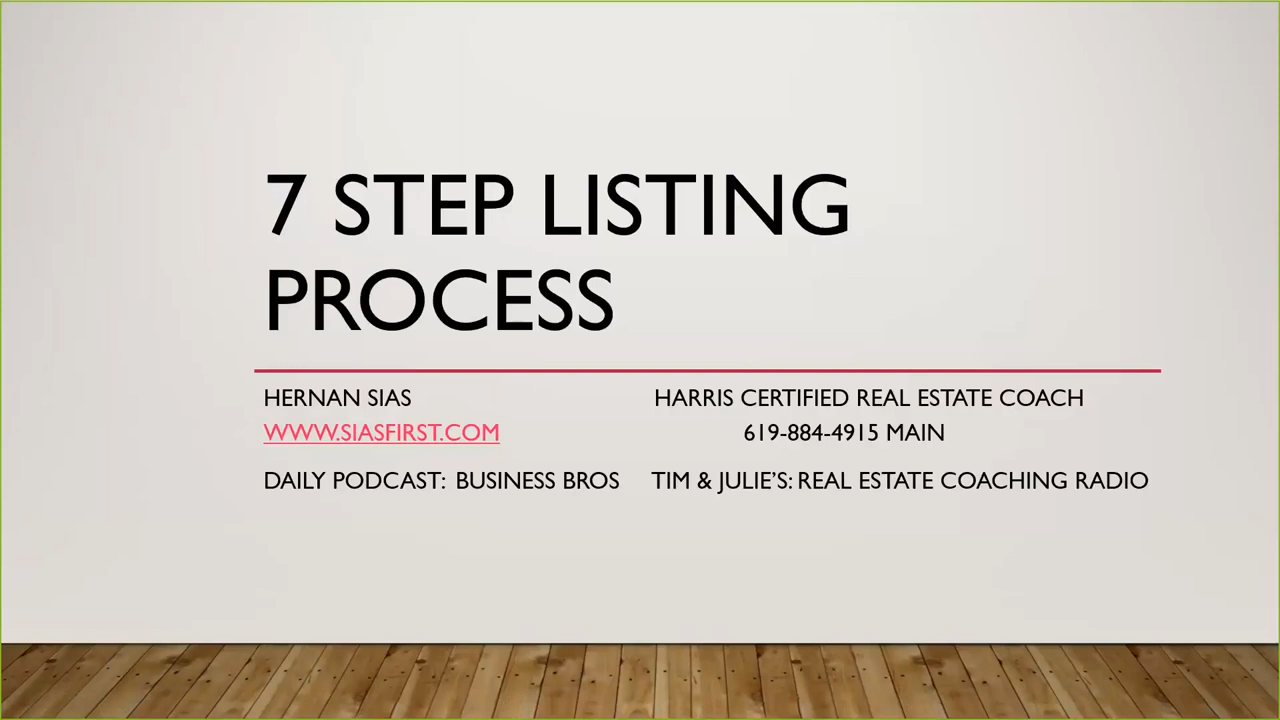 7 STEP LISTING
PROCESS
HERNAN SIAS HARRIS CERTIFIED REAL ESTATE COACH
WWW.SIASFIRST.COM 619-884-4915 MAIN
DAILY PODCAST: BUSINESS BROS TIM & JULIE’S: REAL ESTATE COACHING RADIO